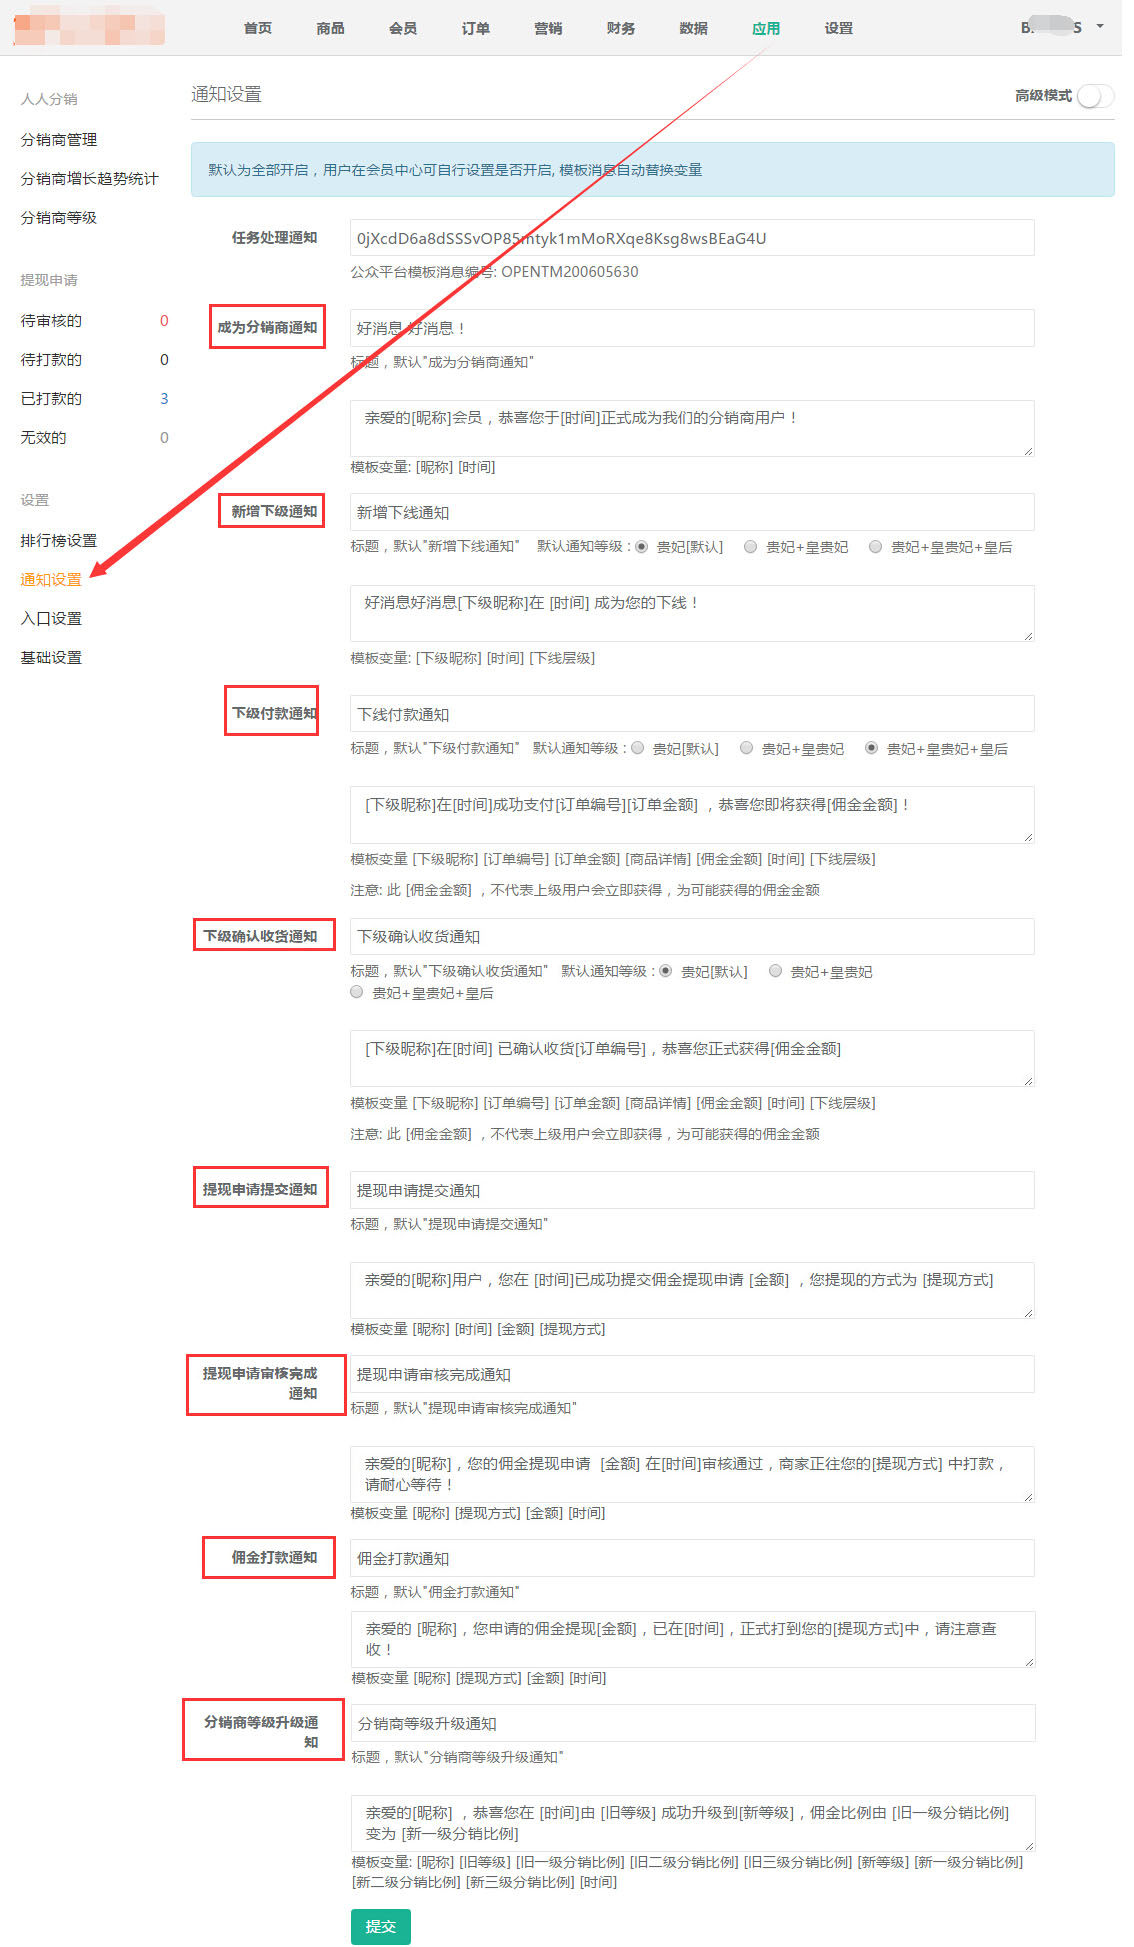 首页 商品 会员 订单 营销 财务 数据 应用 设置
人人分销
分销商管理
分销商增长趋势统计
分销商等级
提现申请
待审核的 0
待打款的 0
已打款的 3
无效的 0
设置
排行榜设置
通知设置
入口设置
基础设置
通知设置 高级模式
默认为全部开启，用户在会员中心可自行设置是否开启, 模板消息自动替换变量
任务处理通知 0jXcdD6a8dSSSvOP85mtyk1mMoRXqe8Ksg8wsBEaG4U
公众平台模板消息编号: OPENTM200605630
成为分销商通知 好消息 好消息！
标题，默认"成为分销商通知"
亲爱的[昵称]会员，恭喜您于[时间]正式成为我们的分销商用户！
模板变量: [昵称] [时间]
新增下级通知 新增下线通知
标题，默认"新增下线通知" 默认通知等级 : 贵妃[默认] 贵妃+皇贵妃 贵妃+皇贵妃+皇后
好消息好消息[下级昵称]在 [时间] 成为您的下线！
模板变量: [下级昵称] [时间] [下线层级]
下级付款通知 下线付款通知
标题，默认"下级付款通知" 默认通知等级 : 贵妃[默认] 贵妃+皇贵妃 贵妃+皇贵妃+皇后
[下级昵称]在[时间]成功支付[订单编号][订单金额] ，恭喜您即将获得[佣金金额]！
模板变量 [下级昵称] [订单编号] [订单金额] [商品详情] [佣金金额] [时间] [下线层级]
注意: 此 [佣金金额] ，不代表上级用户会立即获得，为可能获得的佣金金额
下级确认收货通知 下级确认收货通知
标题，默认"下级确认收货通知" 默认通知等级 : 贵妃[默认] 贵妃+皇贵妃
贵妃+皇贵妃+皇后
[下级昵称]在[时间] 已确认收货[订单编号]，恭喜您正式获得[佣金金额]
模板变量 [下级昵称] [订单编号] [订单金额] [商品详情] [佣金金额] [时间] [下线层级]
注意: 此 [佣金金额] ，不代表上级用户会立即获得，为可能获得的佣金金额
提现申请提交通知 提现申请提交通知
标题，默认"提现申请提交通知"
亲爱的[昵称]用户，您在 [时间]已成功提交佣金提现申请 [金额] ，您提现的方式为 [提现方式]
模板变量 [昵称] [时间] [金额] [提现方式]
提现申请审核完成 提现申请审核完成通知
通知
标题，默认"提现申请审核完成通知"
亲爱的[昵称]，您的佣金提现申请 [金额] 在[时间]审核通过，商家正往您的[提现方式] 中打款，
请耐心等待！
模板变量 [昵称] [提现方式] [金额] [时间]
佣金打款通知 佣金打款通知
标题，默认"佣金打款通知"
亲爱的 [昵称]，您申请的佣金提现[金额]，已在[时间]，正式打到您的[提现方式]中，请注意查
收！
模板变量 [昵称] [提现方式] [金额] [时间]
分销商等级升级通 分销商等级升级通知
知
标题，默认"分销商等级升级通知"
亲爱的[昵称] ，恭喜您在 [时间]由 [旧等级] 成功升级到[新等级]，佣金比例由 [旧一级分销比例]
变为 [新一级分销比例]
模板变量: [昵称] [旧等级] [旧一级分销比例] [旧二级分销比例] [旧三级分销比例] [新等级] [新一级分销比例]
[新二级分销比例] [新三级分销比例] [时间]
提交